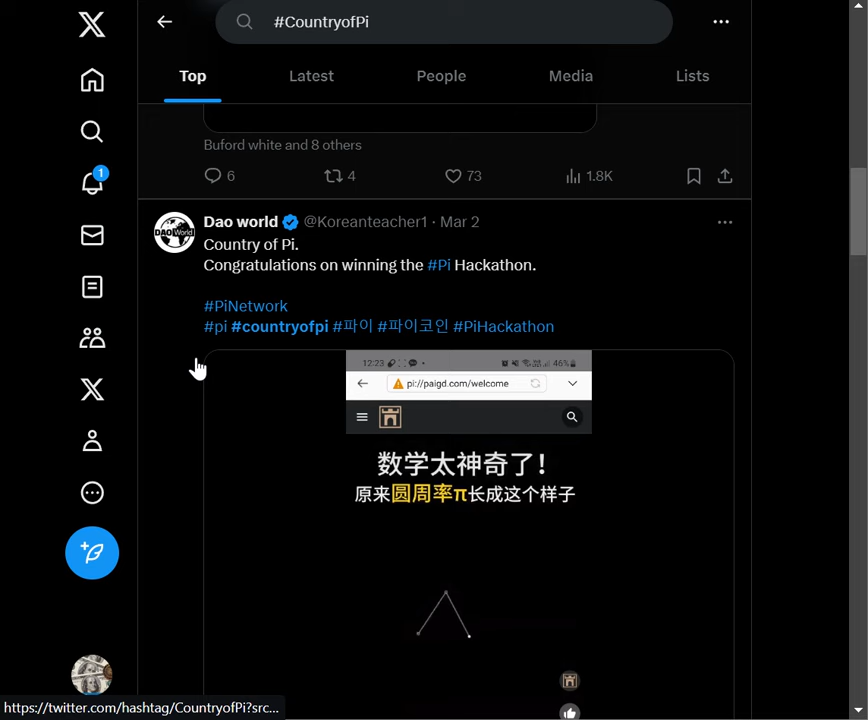 #CountryofPi
Top
Latest
People
Media
Lists
Buford white and 8 others
6
4
73
1.8K
1
DAO World
Dao world @Koreanteacher1 · Mar 2
Country of Pi.
Congratulations on winning the #Pi Hackathon.
#PiNetwork
#pi #countryofpi #파이 #파이코인 #PiHackathon
12:23
46%
pi://paigd.com/welcome
数学太神奇了!
原来圆周率π长成这个样子
https://twitter.com/hashtag/CountryofPi?src...